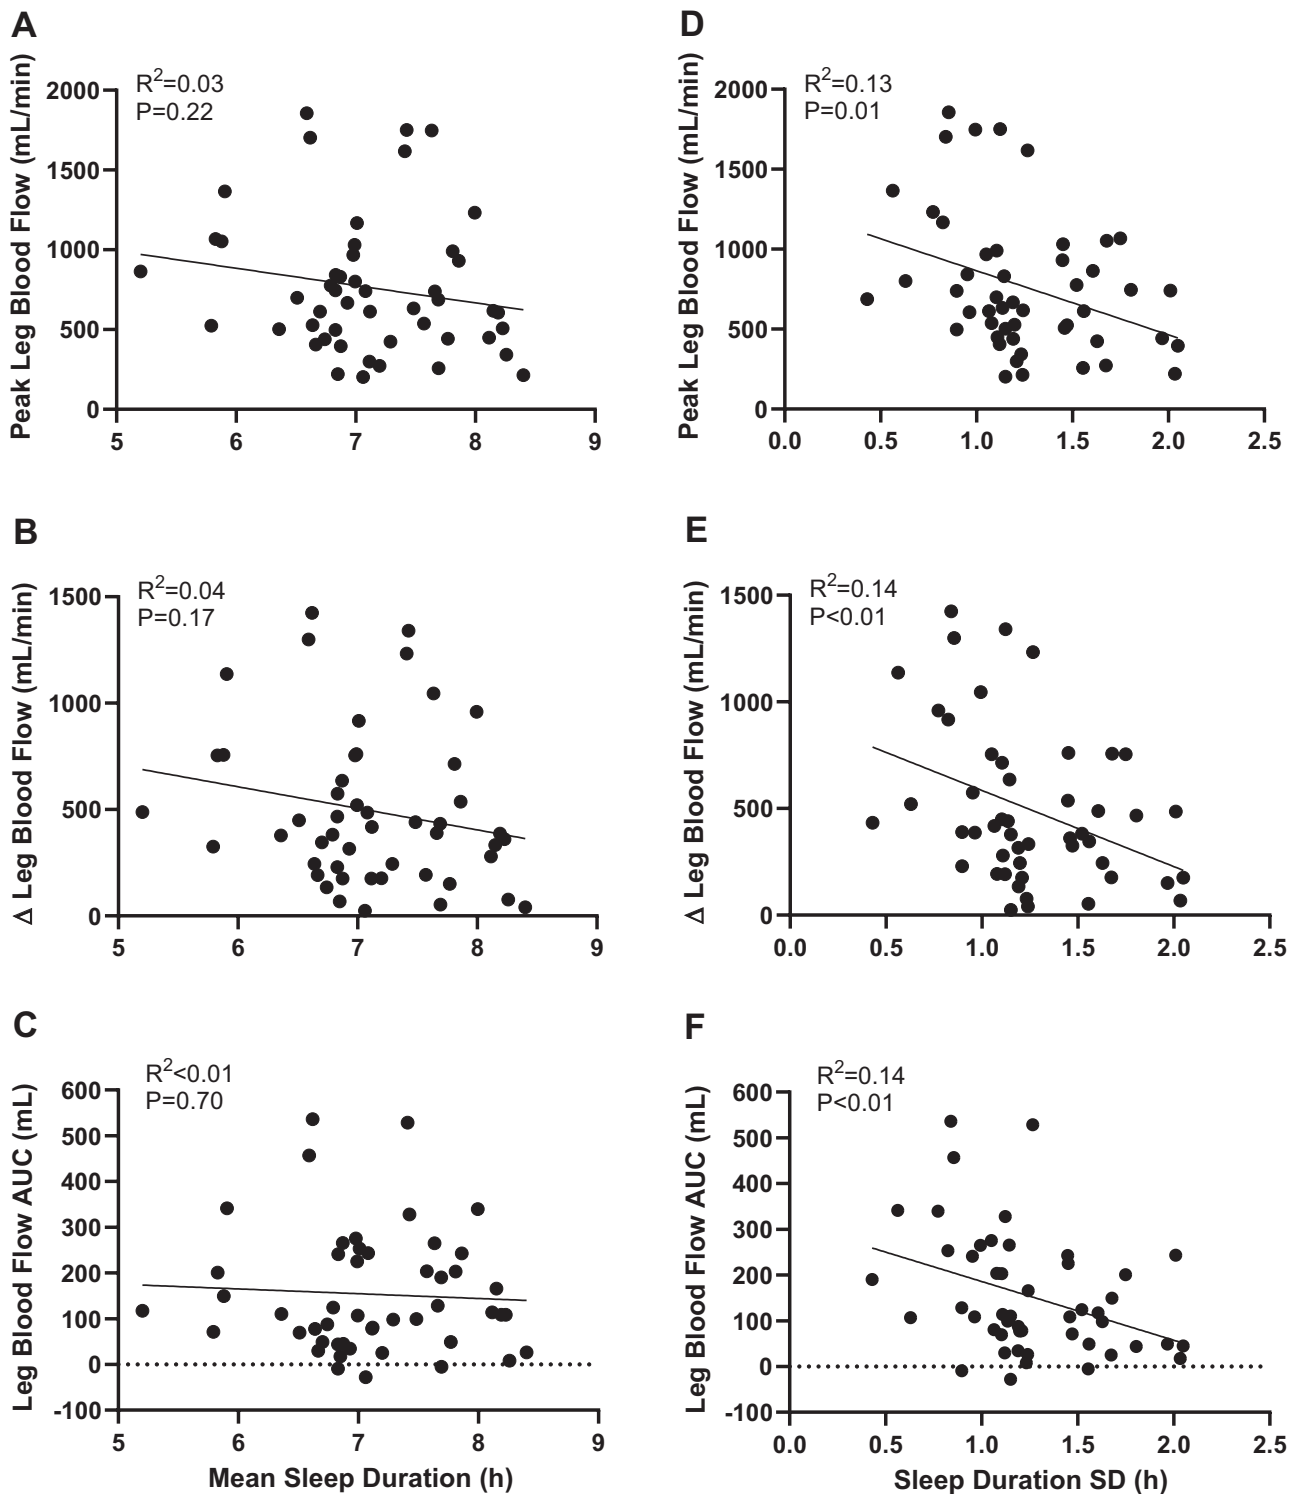 A
Peak Leg Blood Flow (mL/min)
R2=0.03
P=0.22
2000
1500
1000
500
0
5 6 7 8 9
D
Peak Leg Blood Flow (mL/min)
R2=0.13
P=0.01
2000
1500
1000
500
0
0.0 0.5 1.0 1.5 2.0 2.5
B
Δ Leg Blood Flow (mL/min)
R2=0.04
P=0.17
1500
1000
500
0
5 6 7 8 9
E
Δ Leg Blood Flow (mL/min)
R2=0.14
P<0.01
1500
1000
500
0
0.0 0.5 1.0 1.5 2.0 2.5
C
Leg Blood Flow AUC (mL)
R2<0.01
P=0.70
600
500
400
300
200
100
0
-100
5 6 7 8 9
Mean Sleep Duration (h)
F
Leg Blood Flow AUC (mL)
R2=0.14
P<0.01
600
500
400
300
200
100
0
-100
0.0 0.5 1.0 1.5 2.0 2.5
Sleep Duration SD (h)